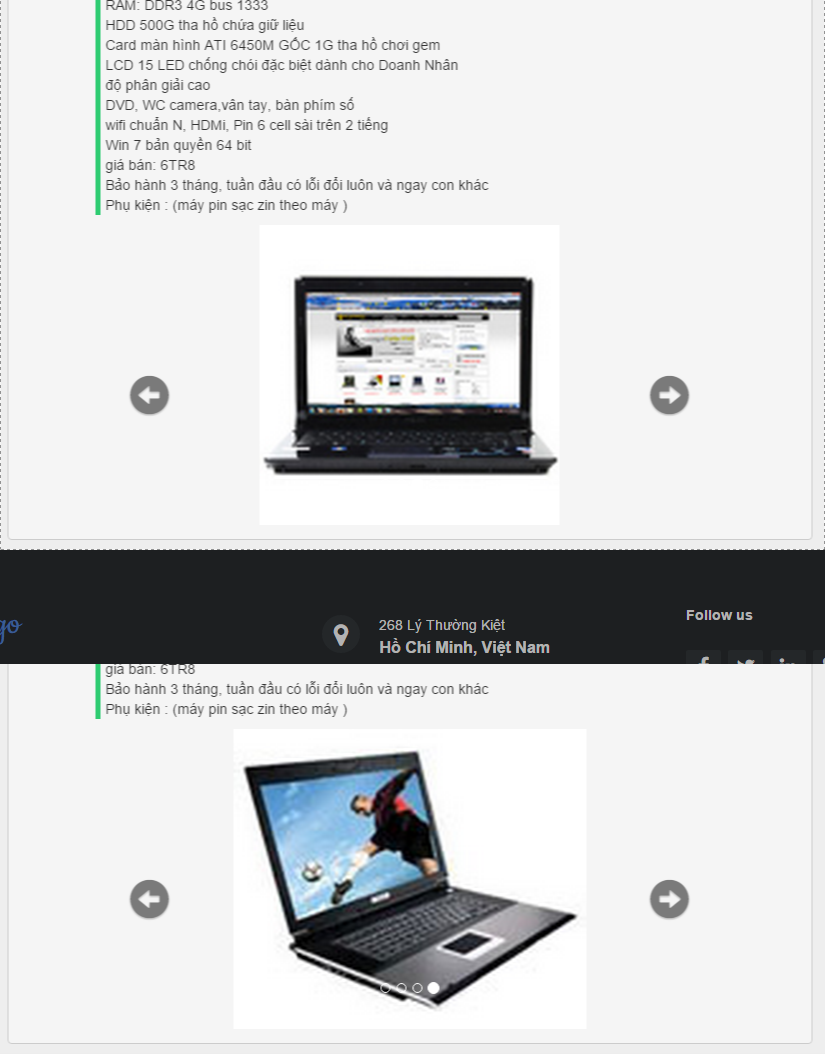 RAM: DDR3 4G bus 1333
HDD 500G tha hồ chứa giữ liệu
Card màn hình ATI 6450M GỐC 1G tha hồ chơi gem
LCD 15 LED chống chói đặc biệt dành cho Doanh Nhân
độ phân giải cao
DVD, WC camera,vân tay, bàn phím số
wifi chuẩn N, HDMi, Pin 6 cell sài trên 2 tiếng
Win 7 bản quyền 64 bit
giá bán: 6TR8
Bảo hành 3 tháng, tuần đầu có lỗi đổi luôn và ngay con khác
Phụ kiện : (máy pin sạc zin theo máy )
go
268 Lý Thường Kiệt
Hồ Chí Minh, Việt Nam
Follow us
giá bán: 6TR8
Bảo hành 3 tháng, tuần đầu có lỗi đổi luôn và ngay con khác
Phụ kiện : (máy pin sạc zin theo máy )